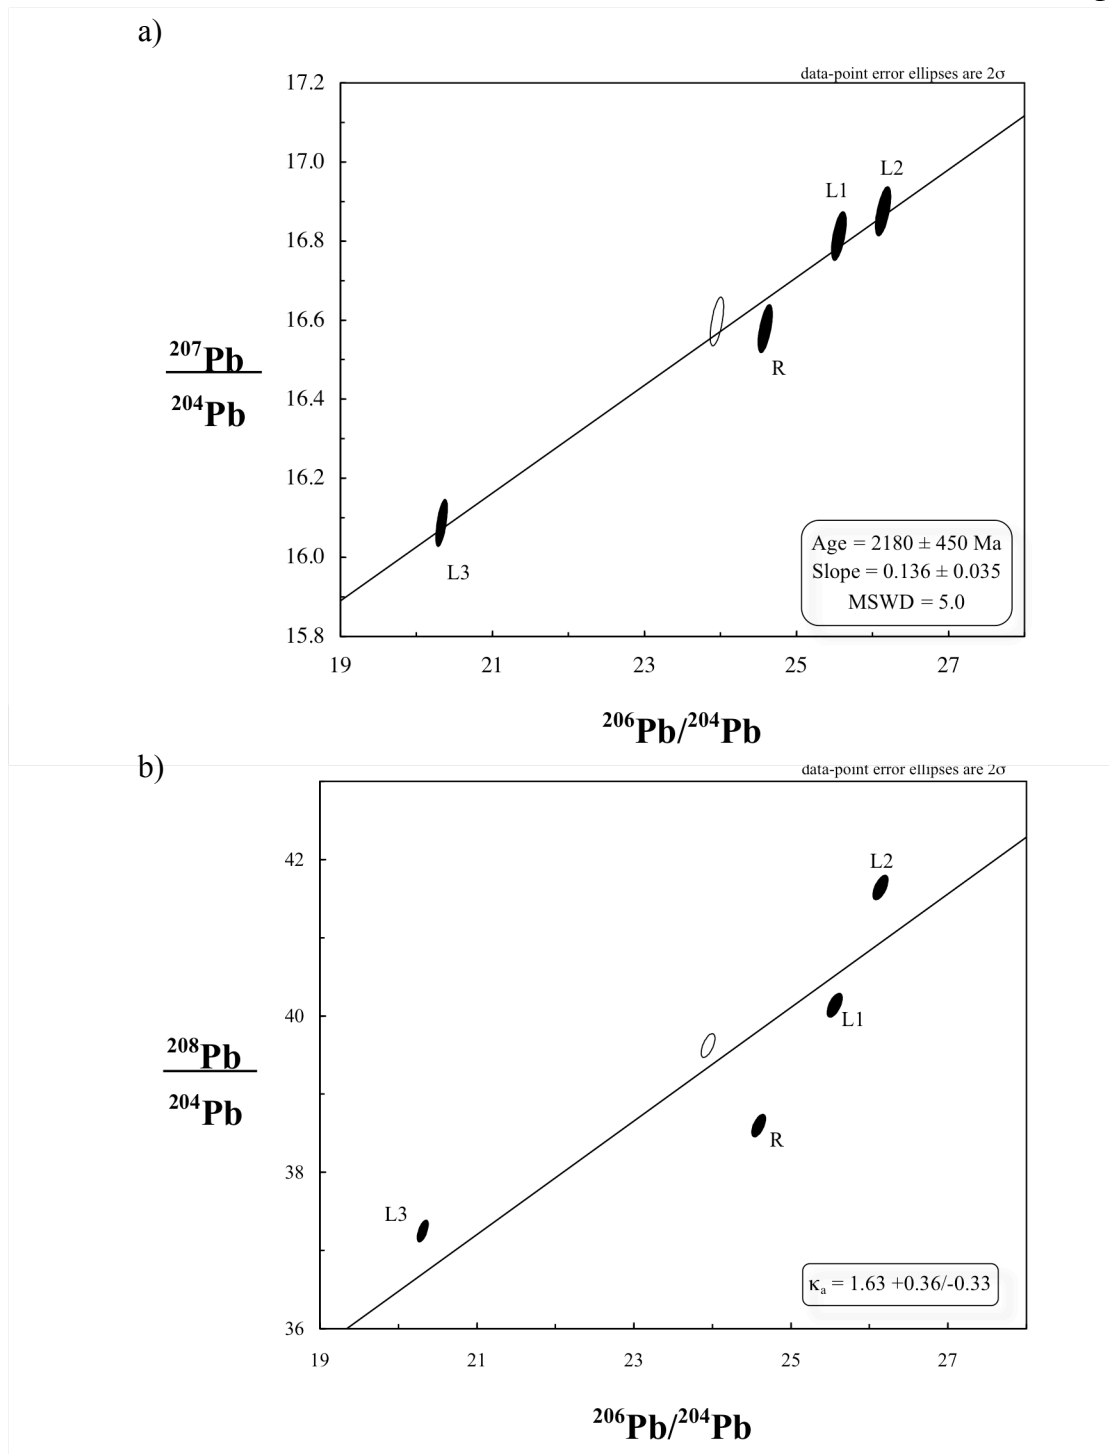 a)
data-point error ellipses are 2σ
17.2
17.0
16.8
16.6
16.4
16.2
16.0
15.8
L2
L1
R
L3
²⁰⁷Pb
²⁰⁴Pb
Age = 2180 ± 450 Ma
Slope = 0.136 ± 0.035
MSWD = 5.0
19 21 23 25 27
²⁰⁶Pb/²⁰⁴Pb
b)
data-point error ellipses are 2σ
42
40
38
36
L2
L1
R
L3
²⁰⁸Pb
²⁰⁴Pb
κₐ = 1.63 +0.36/-0.33
19 21 23 25 27
²⁰⁶Pb/²⁰⁴Pb